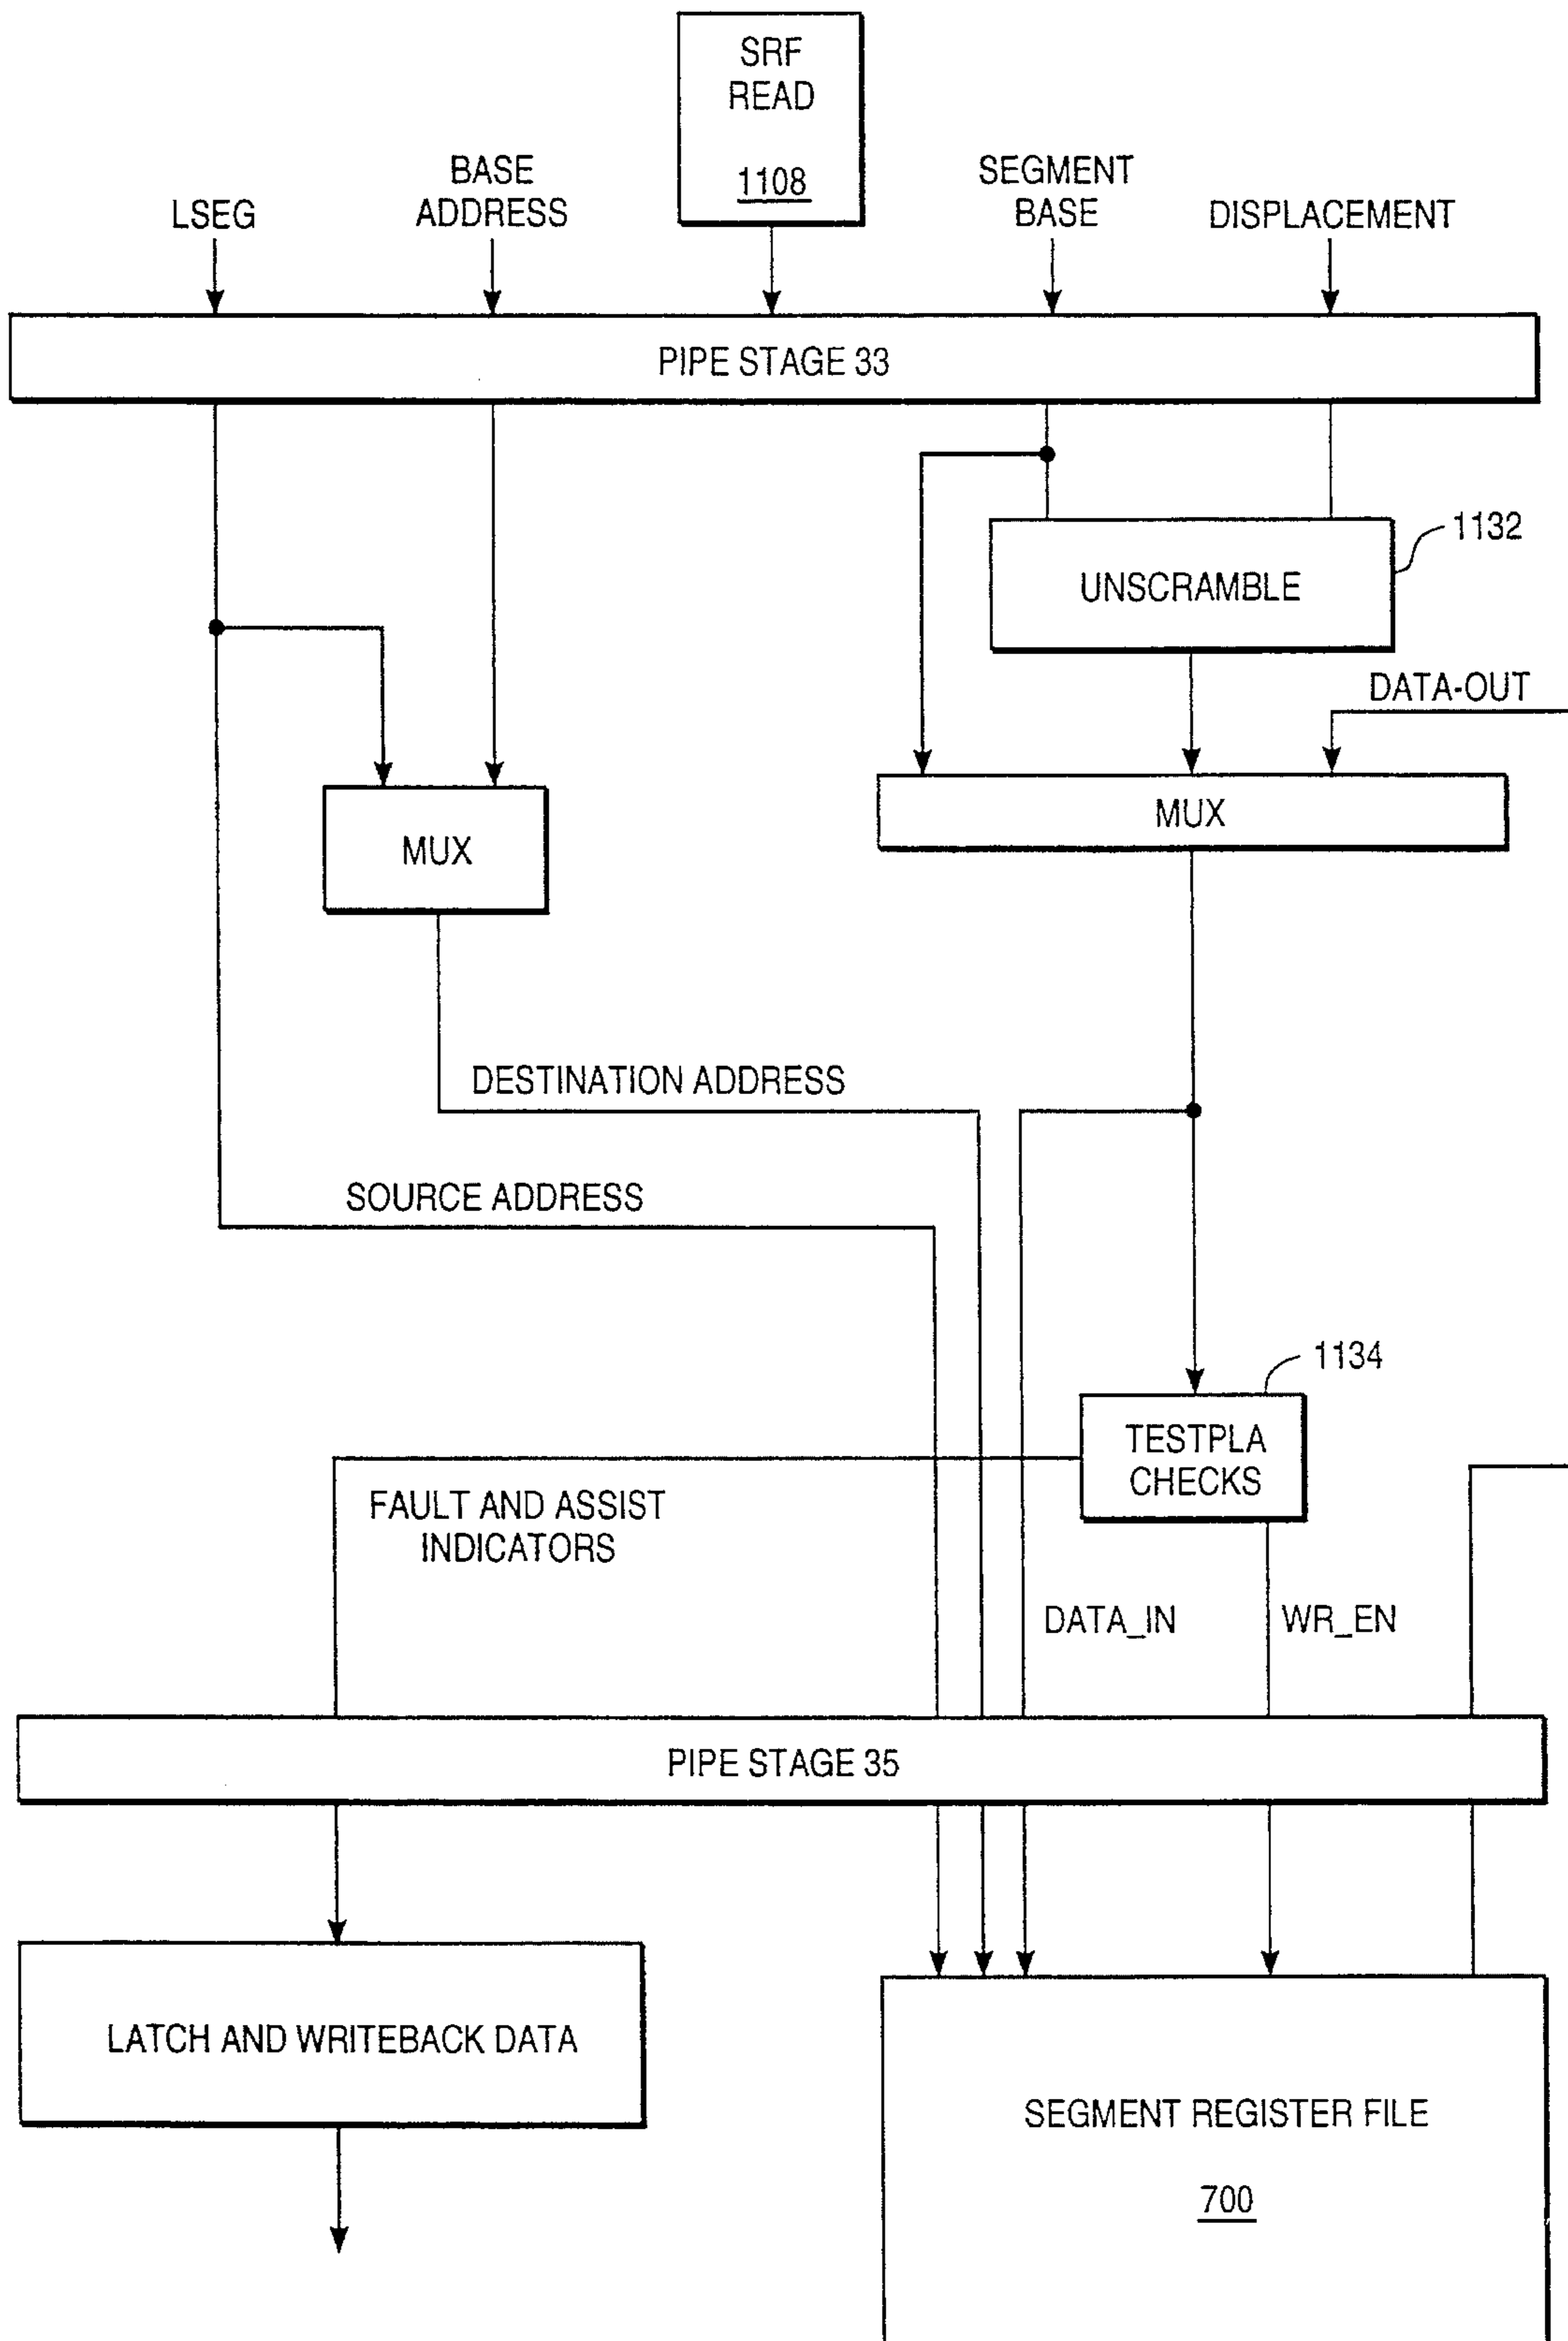 SRF
READ
1108
LSEG
BASE
ADDRESS
SEGMENT
BASE
DISPLACEMENT
PIPE STAGE 33
UNSCRAMBLE
1132
DATA-OUT
MUX
MUX
DESTINATION ADDRESS
SOURCE ADDRESS
1134
TESTPLA
CHECKS
FAULT AND ASSIST
INDICATORS
DATA_IN
WR_EN
PIPE STAGE 35
LATCH AND WRITEBACK DATA
SEGMENT REGISTER FILE
700